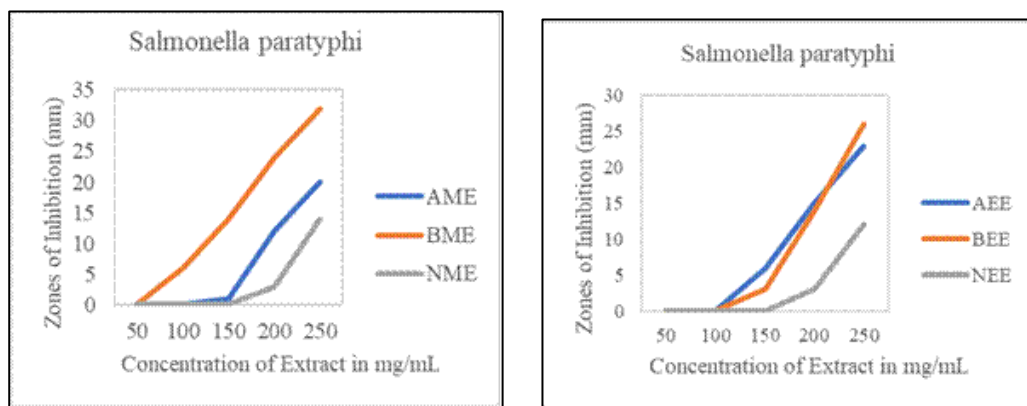 Salmonella paratyphi
Zones of Inhibition (mm)
35
30
25
20
15
10
5
0
50 100 150 200 250
Concentration of Extract in mg/mL
AME
BME
NME
Salmonella paratyphi
Zones of Inhibition (mm)
30
25
20
15
10
5
0
50 100 150 200 250
Concentration of Extract in mg/mL
AEE
BEE
NEE